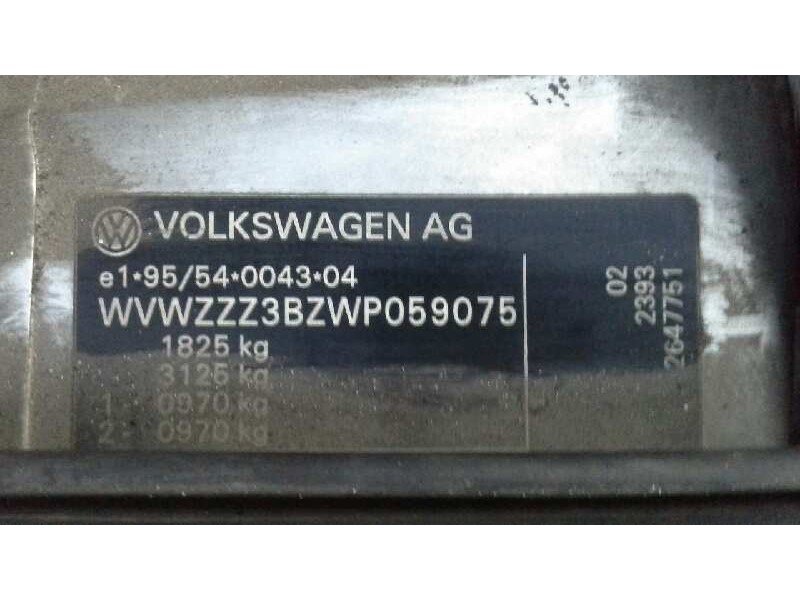 VOLKSWAGEN AG
e1*95/54*0043*04
WVWZZZ3BZWP059075
1825 kg
3125 kg
1- 0970 kg
2- 0970 kg
02
2393
2647751